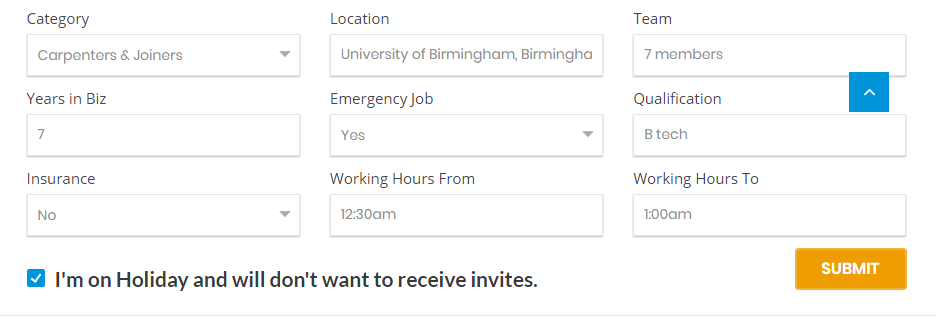 Category Location Team
Carpenters & Joiners University of Birmingham, Birmingha 7 members
Years in Biz Emergency Job Qualification
7 Yes B tech
Insurance Working Hours From Working Hours To
No 12:30am 1:00am
I'm on Holiday and will don't want to receive invites. SUBMIT